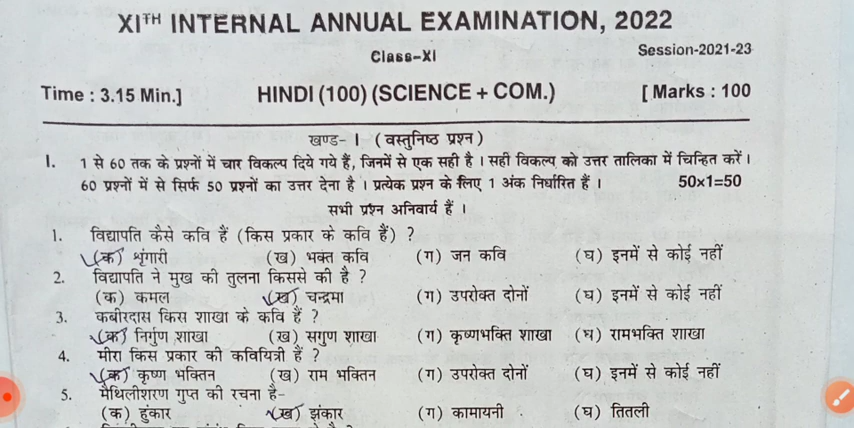 XITH INTERNAL ANNUAL EXAMINATION, 2022
Class-XI
Session-2021-23
Time : 3.15 Min.] HINDI (100) (SCIENCE + COM.) [ Marks : 100
खण्ड- I ( वस्तुनिष्ठ प्रश्न )
I. 1 से 60 तक के प्रश्नों में चार विकल्प दिये गये हैं, जिनमें से एक सही है । सही विकल्प को उत्तर तालिका में चिन्हित करें।
60 प्रश्नों में से सिर्फ 50 प्रश्नों का उत्तर देना है । प्रत्येक प्रश्न के लिए 1 अंक निर्धारित हैं । 50x1=50
सभी प्रश्न अनिवार्य हैं ।
1. विद्यापति कैसे कवि हैं (किस प्रकार के कवि हैं) ?
(क) श्रृंगारी (ख) भक्त कवि (ग) जन कवि (घ) इनमें से कोई नहीं
2. विद्यापति ने मुख की तुलना किससे की है ?
(क) कमल (ख) चन्द्रमा (ग) उपरोक्त दोनों (घ) इनमें से कोई नहीं
3. कबीरदास किस शाखा के कवि हैं ?
(क) निर्गुण शाखा (ख) सगुण शाखा (ग) कृष्णभक्ति शाखा (घ) रामभक्ति शाखा
4. मीरा किस प्रकार की कवियित्री हैं ?
(क) कृष्ण भक्तिन (ख) राम भक्तिन (ग) उपरोक्त दोनों (घ) इनमें से कोई नहीं
5. मैथिलीशरण गुप्त की रचना है-
(क) हुंकार (ख) झंकार (ग) कामायनी (घ) तितली